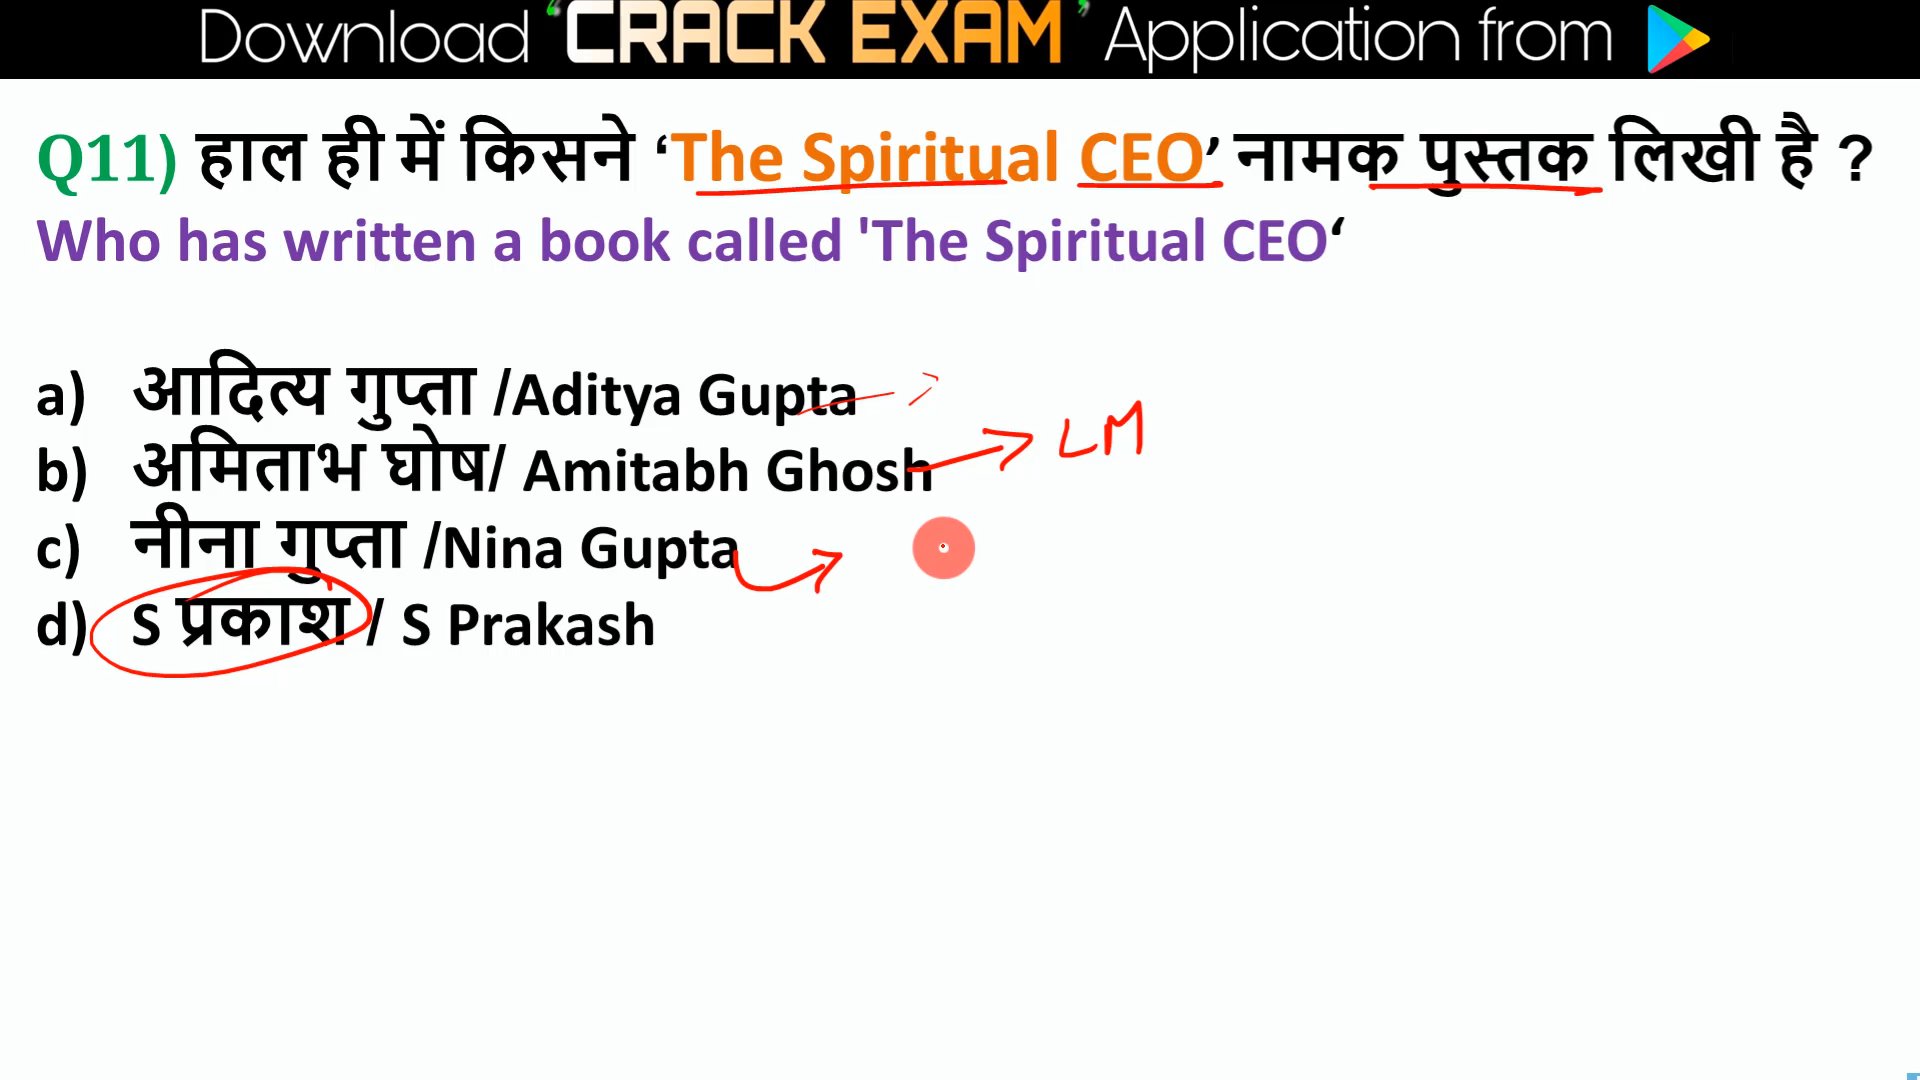 Download ‘CRACK EXAM’ Application from
Q11) हाल ही में किसने ‘The Spiritual CEO’ नामक पुस्तक लिखी है ?
Who has written a book called 'The Spiritual CEO‘
a) आदित्य गुप्ता /Aditya Gupta
b) अमिताभ घोष/ Amitabh Ghosh
LM
c) नीना गुप्ता /Nina Gupta
d) S प्रकाश / S Prakash